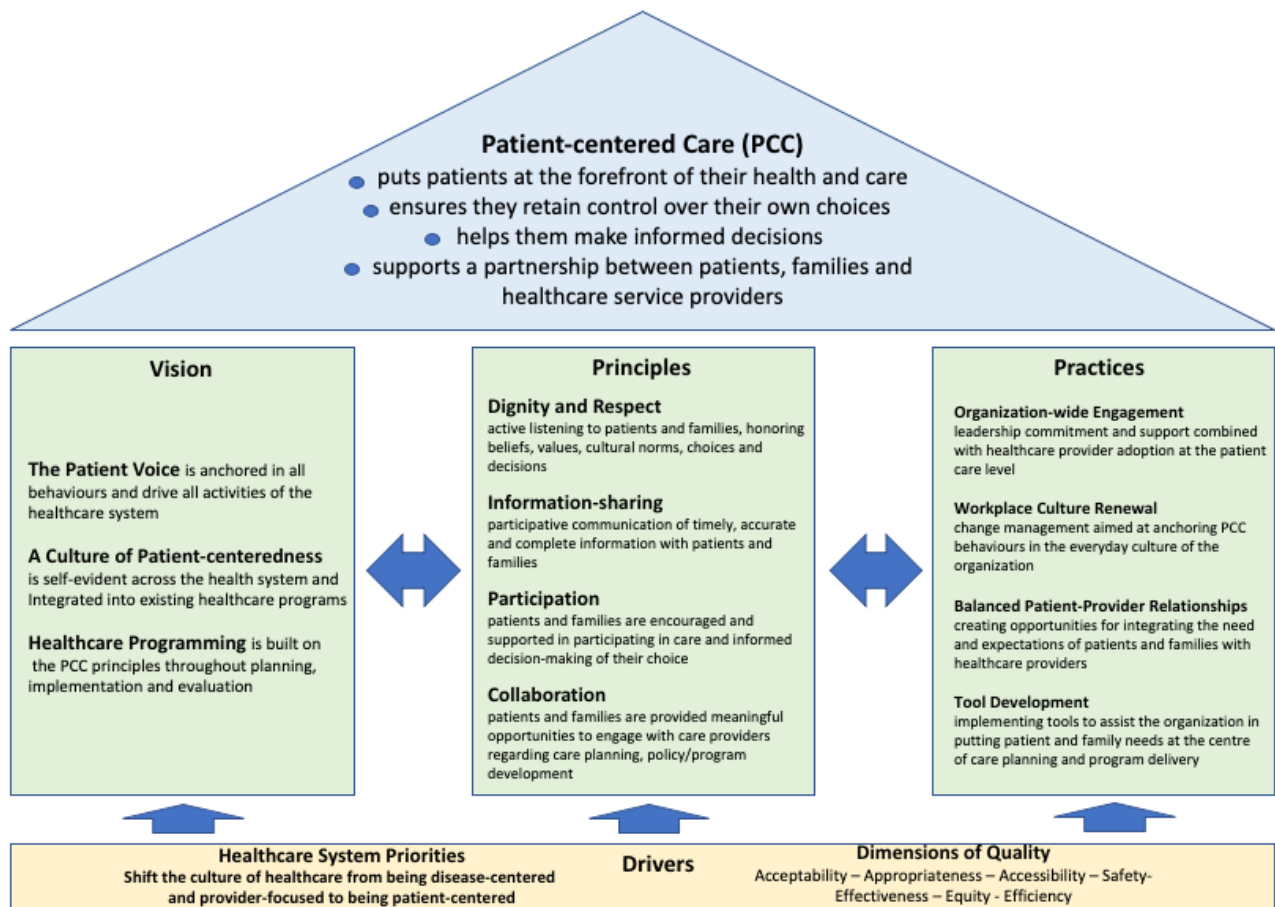 Patient-centered Care (PCC)
puts patients at the forefront of their health and care
ensures they retain control over their own choices
helps them make informed decisions
supports a partnership between patients, families and
healthcare service providers
Vision
The Patient Voice is anchored in all
behaviours and drive all activities of the
healthcare system
A Culture of Patient-centeredness
is self-evident across the health system and
Integrated into existing healthcare programs
Healthcare Programming is built on
the PCC principles throughout planning,
implementation and evaluation
Principles
Dignity and Respect
active listening to patients and families, honoring
beliefs, values, cultural norms, choices and
decisions
Information-sharing
participative communication of timely, accurate
and complete information with patients and
families
Participation
patients and families are encouraged and
supported in participating in care and informed
decision-making of their choice
Collaboration
patients and families are provided meaningful
opportunities to engage with care providers
regarding care planning, policy/program
development
Practices
Organization-wide Engagement
leadership commitment and support combined
with healthcare provider adoption at the patient
care level
Workplace Culture Renewal
change management aimed at anchoring PCC
behaviours in the everyday culture of the
organization
Balanced Patient-Provider Relationships
creating opportunities for integrating the need
and expectations of patients and families with
healthcare providers
Tool Development
implementing tools to assist the organization in
putting patient and family needs at the centre
of care planning and program delivery
Healthcare System Priorities
Shift the culture of healthcare from being disease-centered
and provider-focused to being patient-centered
Drivers
Dimensions of Quality
Acceptability – Appropriateness – Accessibility – Safety-
Effectiveness – Equity - Efficiency